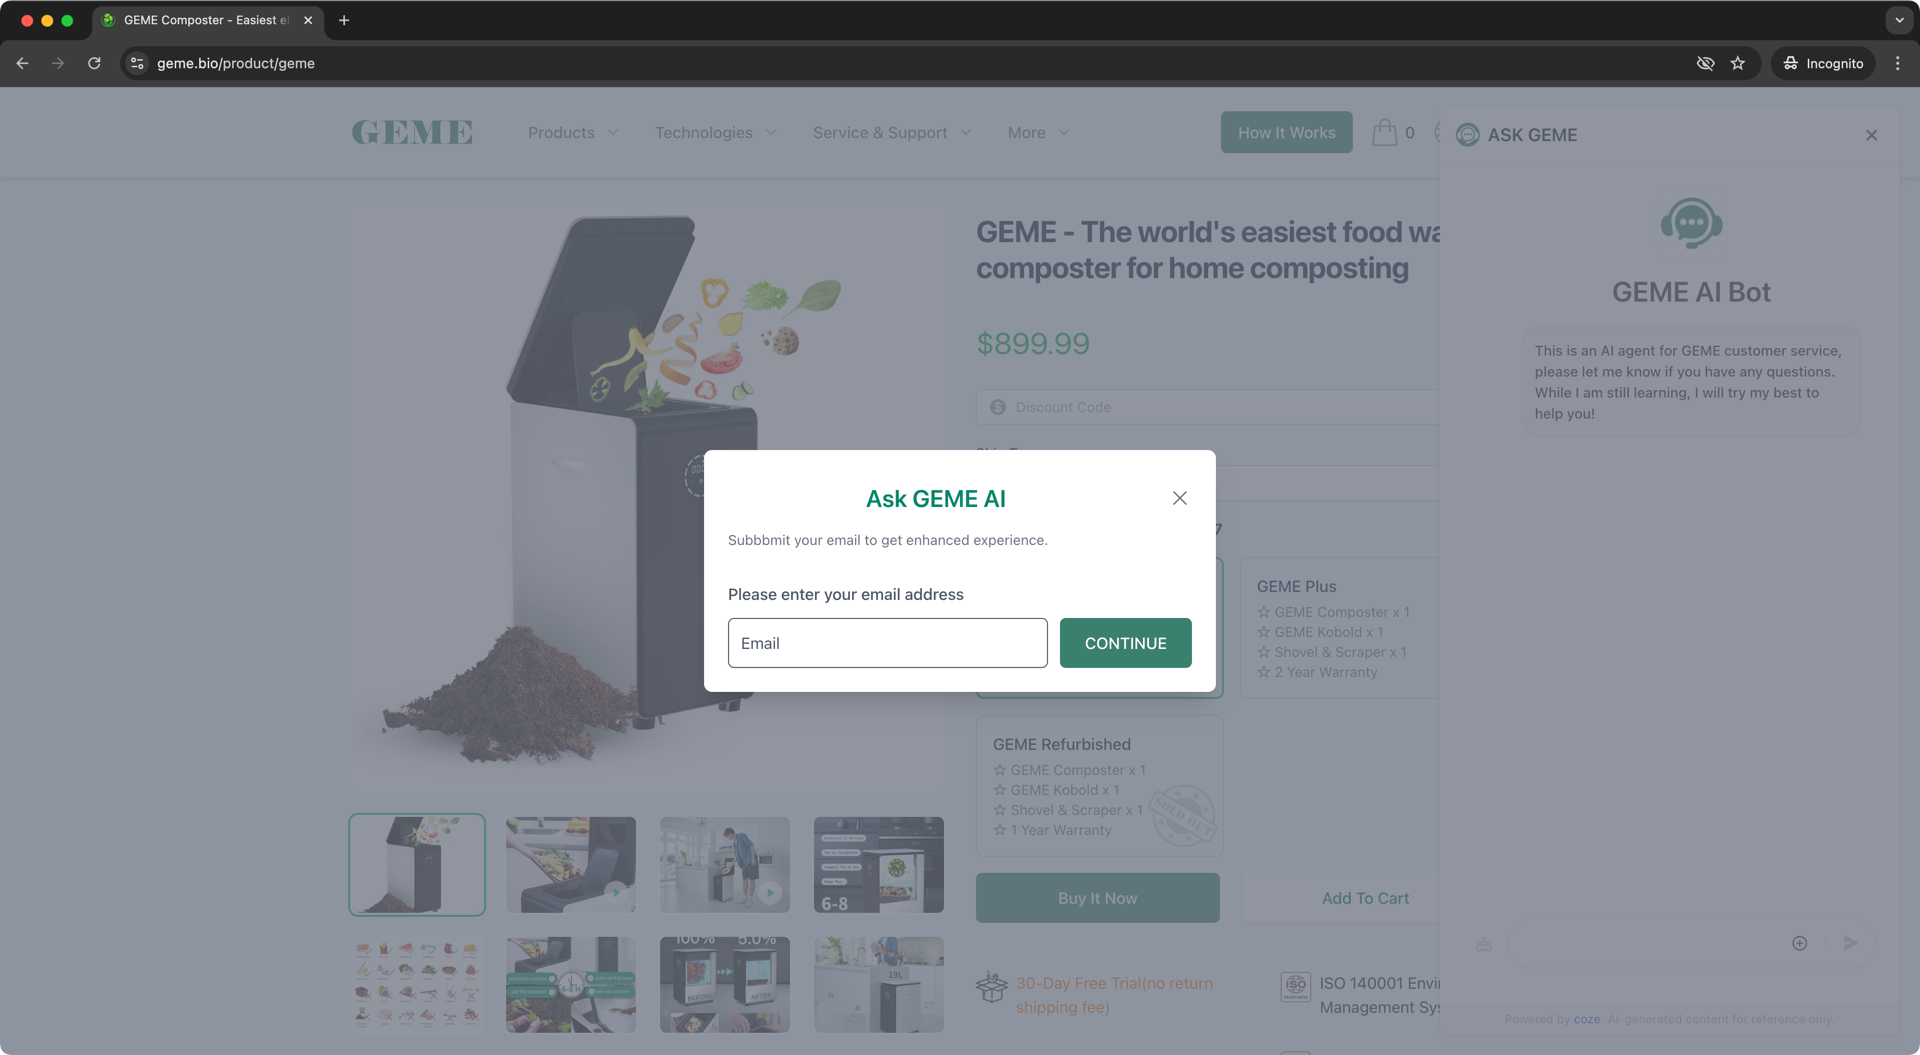 GEME Composter - Easiest el
geme.bio/product/geme
Incognito
GEME
Products
Technologies
Service & Support
More
How It Works
0
ASK GEME
GEME - The world's easiest food wa
composter for home composting
$899.99
Discount Code
Ask GEME AI
Subbbmit your email to get enhanced experience.
Please enter your email address
Email
CONTINUE
7
GEME Plus
GEME Composter x 1
GEME Kobold x 1
Shovel & Scraper x 1
2 Year Warranty
GEME Refurbished
GEME Composter x 1
GEME Kobold x 1
Shovel & Scraper x 1
1 Year Warranty
SOLD OUT
Buy It Now
Add To Cart
6-8
100%
5.0%
BEFORE
AFTER
19L
30-Day Free Trial(no return
shipping fee)
ISO
ISO 140001 Envi
Management Sys
GEME AI Bot
This is an AI agent for GEME customer service,
please let me know if you have any questions.
While I am still learning, I will try my best to
help you!
Powered by coze. AI-generated content for reference only.